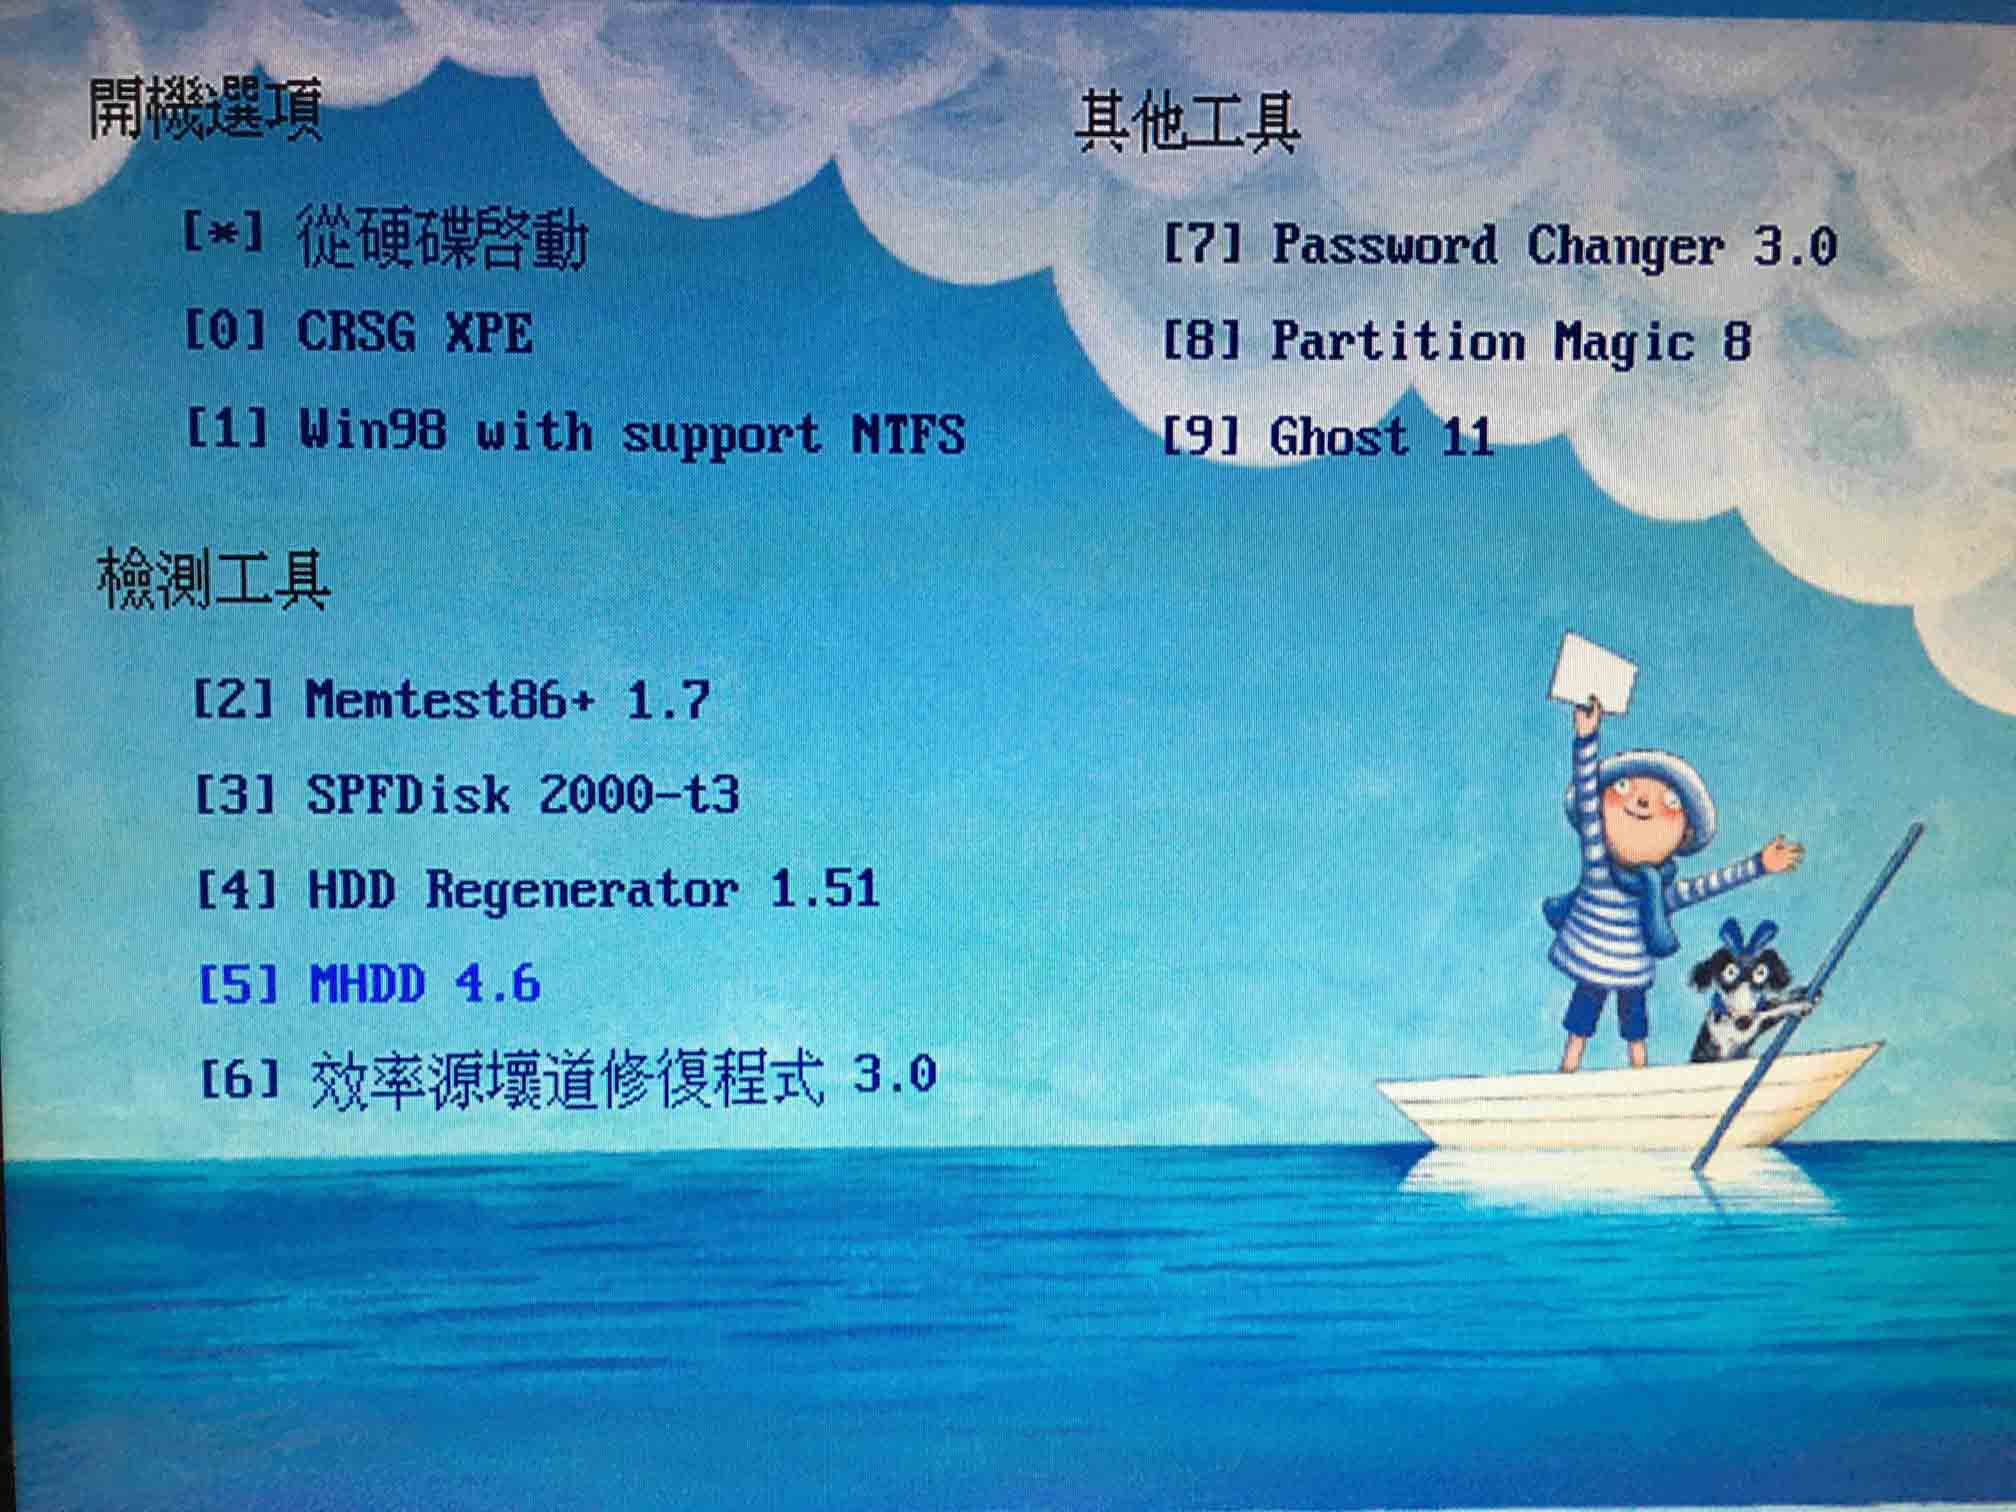 開機選項
[*] 從硬碟啓動
[0] CRSG XPE
[1] Win98 with support NTFS
檢測工具
[2] Memtest86+ 1.7
[3] SPFDisk 2000-t3
[4] HDD Regenerator 1.51
[5] MHDD 4.6
[6] 效率源壞道修復程式 3.0
其他工具
[7] Password Changer 3.0
[8] Partition Magic 8
[9] Ghost 11